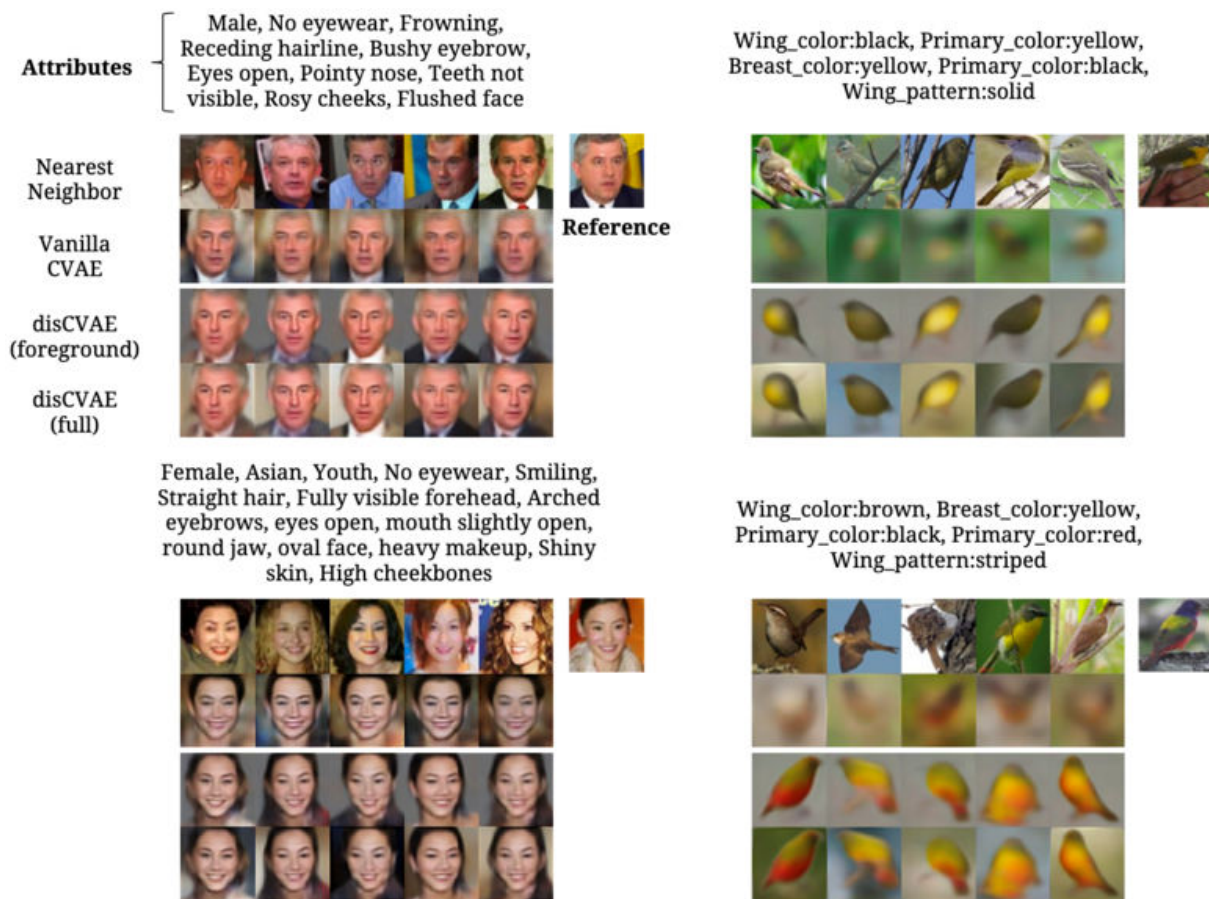 Attributes
Male, No eyewear, Frowning,
Receding hairline, Bushy eyebrow,
Eyes open, Pointy nose, Teeth not
visible, Rosy cheeks, Flushed face
Wing_color:black, Primary_color:yellow,
Breast_color:yellow, Primary_color:black,
Wing_pattern:solid
Nearest
Neighbor
Reference
Vanilla
CVAE
disCVAE
(foreground)
disCVAE
(full)
Female, Asian, Youth, No eyewear, Smiling,
Straight hair, Fully visible forehead, Arched
eyebrows, eyes open, mouth slightly open,
round jaw, oval face, heavy makeup, Shiny
skin, High cheekbones
Wing_color:brown, Breast_color:yellow,
Primary_color:black, Primary_color:red,
Wing_pattern:striped